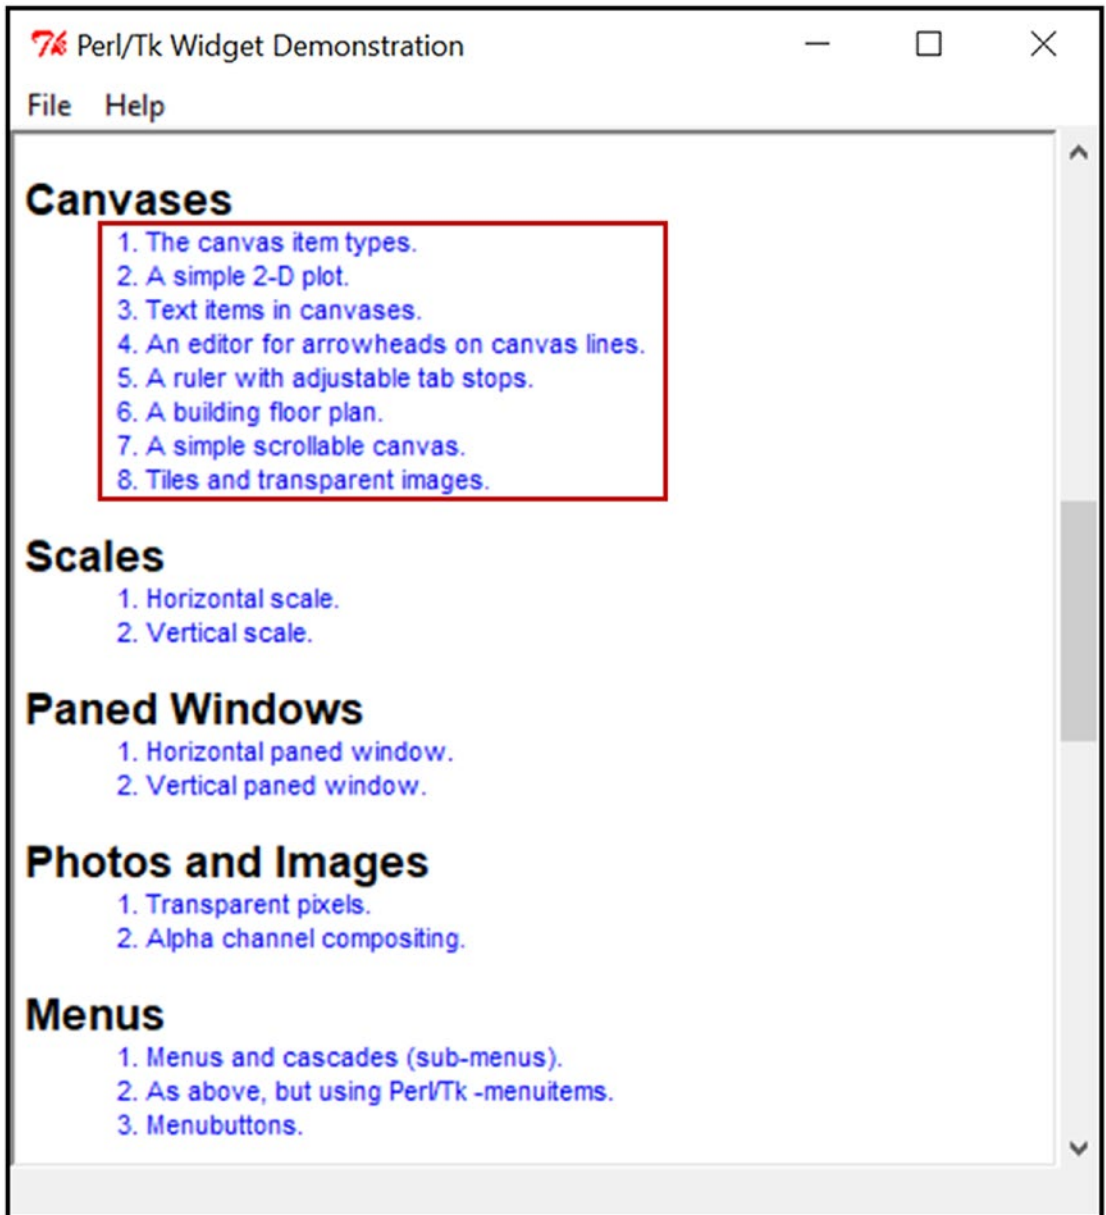 Perl/Tk Widget Demonstration
File Help
Canvases
1. The canvas item types.
2. A simple 2-D plot.
3. Text items in canvases.
4. An editor for arrowheads on canvas lines.
5. A ruler with adjustable tab stops.
6. A building floor plan.
7. A simple scrollable canvas.
8. Tiles and transparent images.
Scales
1. Horizontal scale.
2. Vertical scale.
Paned Windows
1. Horizontal paned window.
2. Vertical paned window.
Photos and Images
1. Transparent pixels.
2. Alpha channel compositing.
Menus
1. Menus and cascades (sub-menus).
2. As above, but using Perl/Tk -menuitems.
3. Menubuttons.